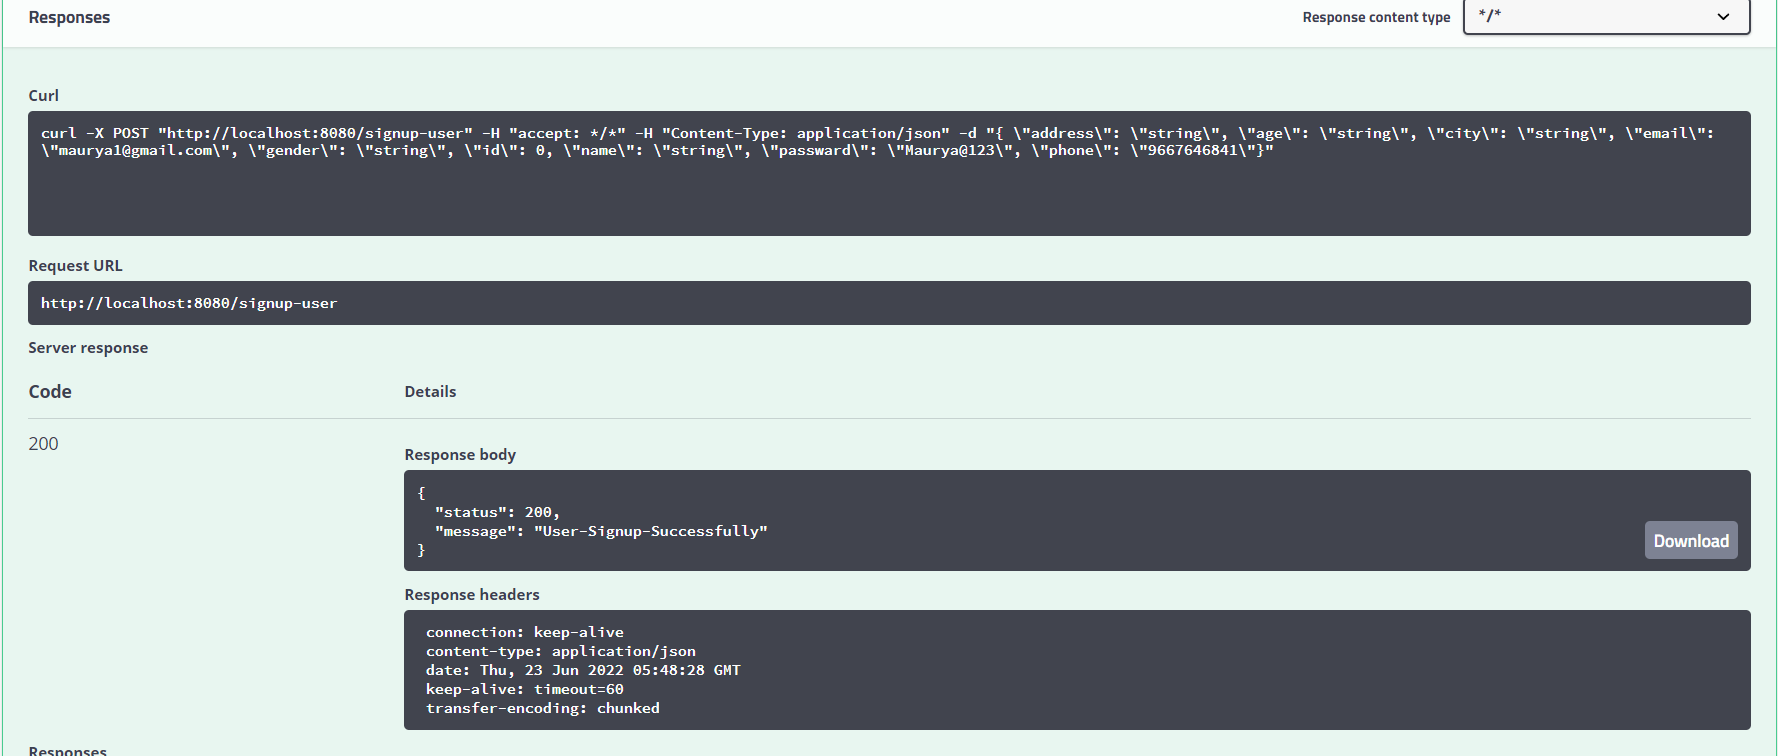 Responses
Response content type
*/*
Curl
curl -X POST "http://localhost:8080/signup-user" -H "accept: */*" -H "Content-Type: application/json" -d "{ \"address\": \"string\", \"age\": \"string\", \"city\": \"string\", \"email\":
\"maurya1@gmail.com\", \"gender\": \"string\", \"id\": 0, \"name\": \"string\", \"passward\": \"Maurya@123\", \"phone\": \"9667646841\"}"
Request URL
http://localhost:8080/signup-user
Server response
Code
Details
200
Response body
{
"status": 200,
"message": "User-Signup-Successfully"
}
Download
Response headers
connection: keep-alive
content-type: application/json
date: Thu, 23 Jun 2022 05:48:28 GMT
keep-alive: timeout=60
transfer-encoding: chunked
Responses